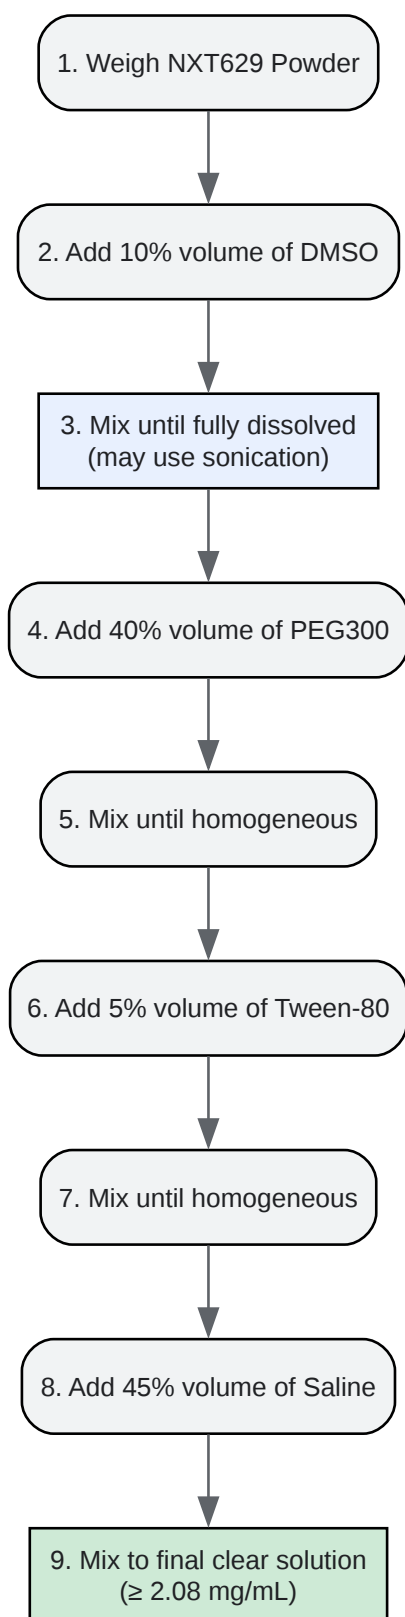 1. Weigh NXT629 Powder
2. Add 10% volume of DMSO
3. Mix until fully dissolved
(may use sonication)
4. Add 40% volume of PEG300
5. Mix until homogeneous
6. Add 5% volume of Tween-80
7. Mix until homogeneous
8. Add 45% volume of Saline
9. Mix to final clear solution
(≥ 2.08 mg/mL)